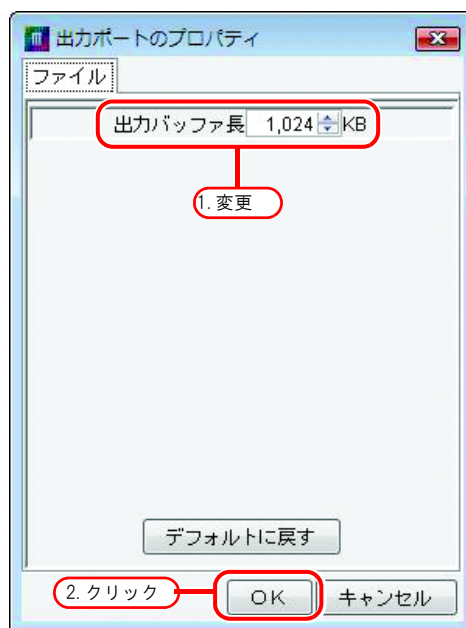 出力ポートのプロパティ
ファイル
出力バッファ長 1,024 KB
1.変更
デフォルトに戻す
2.クリック
OK キャンセル